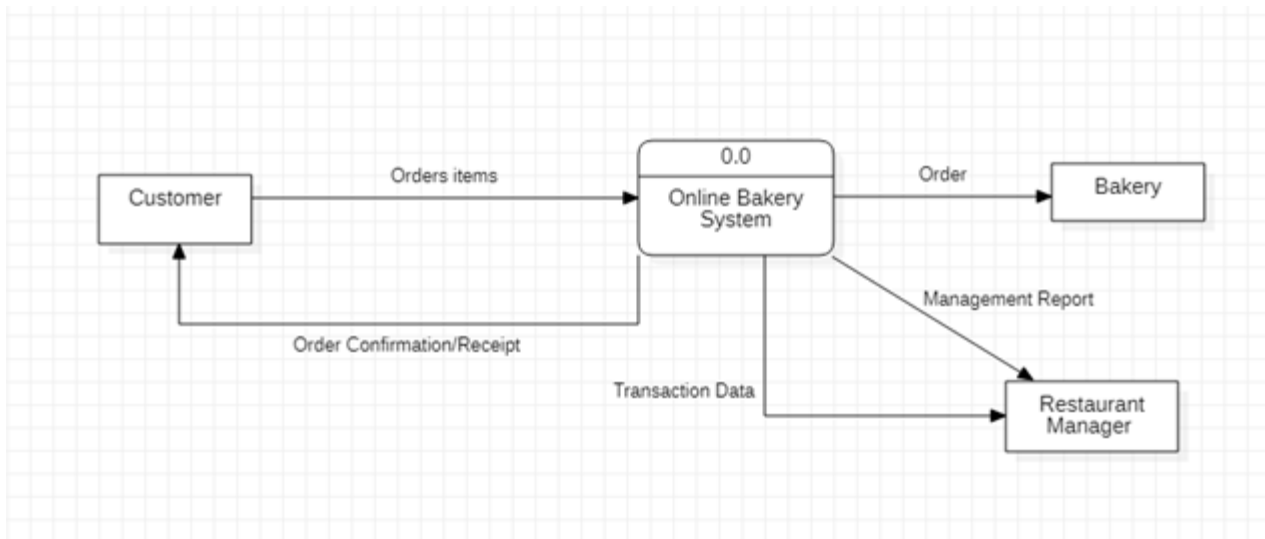 0.0
Orders items
Order
Customer
Online Bakery
System
Bakery
Management Report
Order Confirmation/Receipt
Transaction Data
Restaurant
Manager